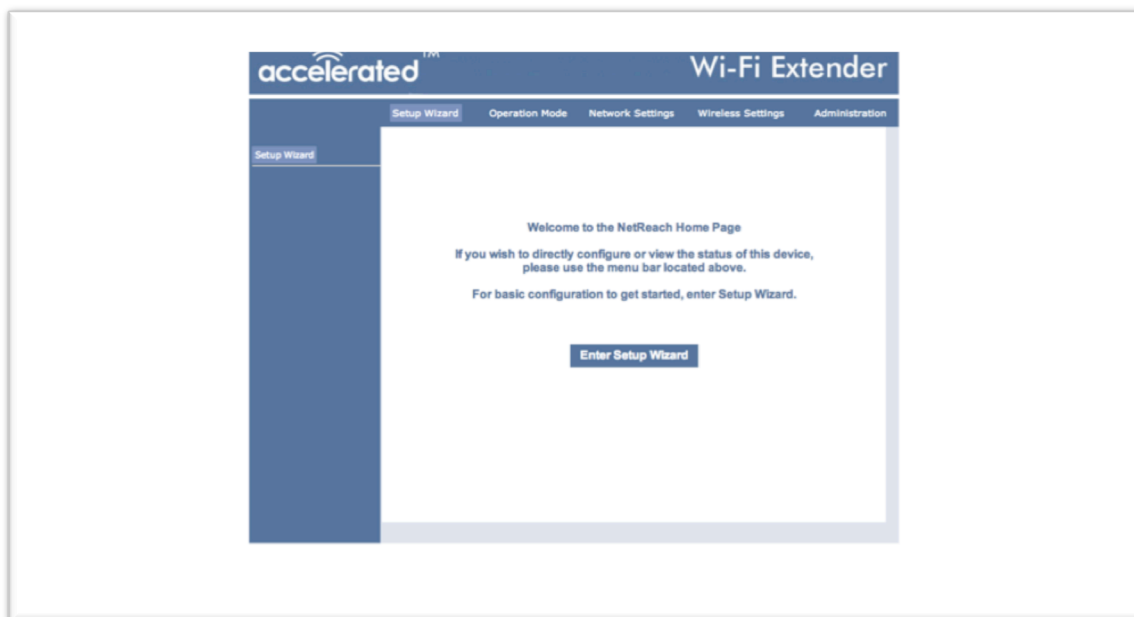 accelerated™
Wi-Fi Extender
Setup Wizard Operation Mode Network Settings Wireless Settings Administration
Setup Wizard
Welcome to the NetReach Home Page
If you wish to directly configure or view the status of this device,
please use the menu bar located above.
For basic configuration to get started, enter Setup Wizard.
Enter Setup Wizard